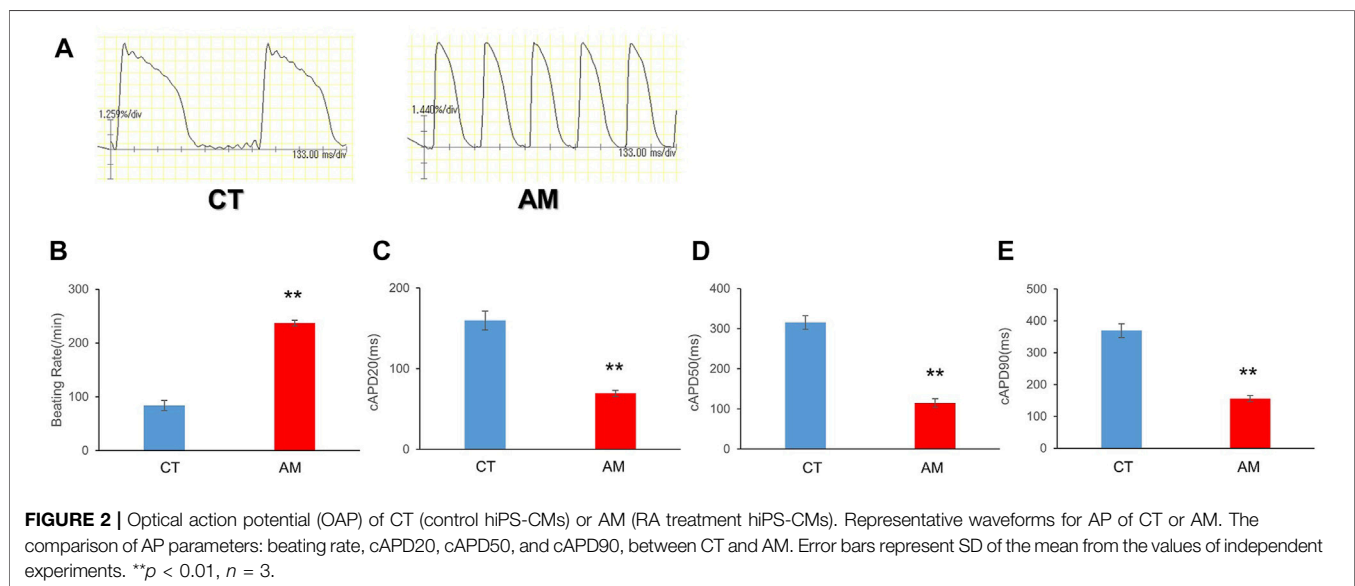 A
1.259%/div
133.00 ms/div
CT
1.440%/div
133.00 ms/div
AM
B
Beating Rate(/min)
300
200
100
0
**
CT
AM
C
cAPD20(ms)
200
100
0
**
CT
AM
D
cAPD50(ms)
400
300
200
100
0
**
CT
AM
E
cAPD90(ms)
500
400
300
200
100
0
**
CT
AM
FIGURE 2 | Optical action potential (OAP) of CT (control hiPS-CMs) or AM (RA treatment hiPS-CMs). Representative waveforms for AP of CT or AM. The
comparison of AP parameters: beating rate, cAPD20, cAPD50, and cAPD90, between CT and AM. Error bars represent SD of the mean from the values of independent
experiments. **p < 0.01, n = 3.